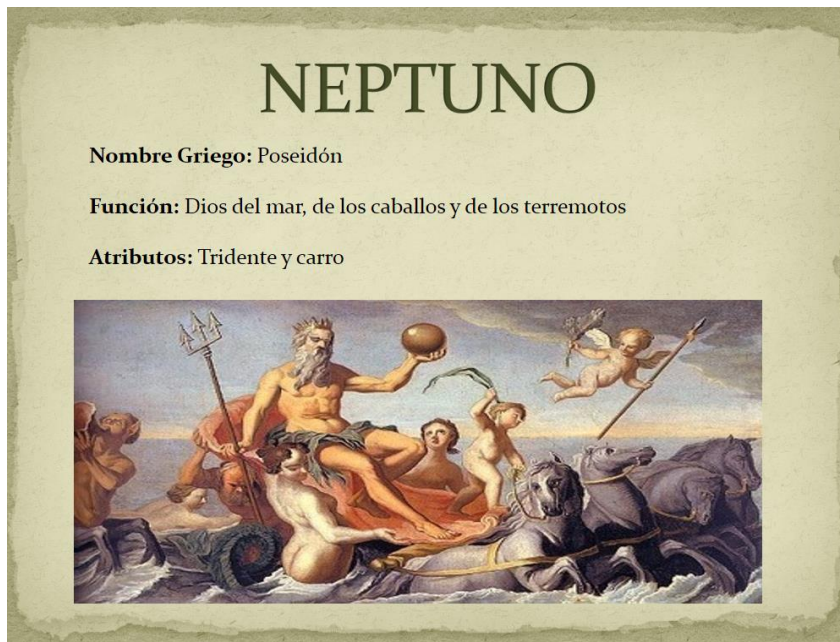 NEPTUNO
Nombre Griego: Poseidón
Función: Dios del mar, de los caballos y de los terremotos
Atributos: Tridente y carro